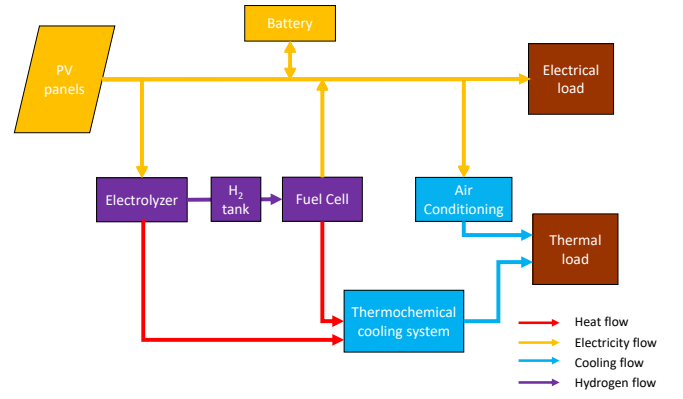 Battery
PV
panels
Electrical
load
Electrolyzer
H2
tank
Fuel Cell
Air
Conditioning
Thermal
load
Thermochemical
cooling system
Heat flow
Electricity flow
Cooling flow
Hydrogen flow